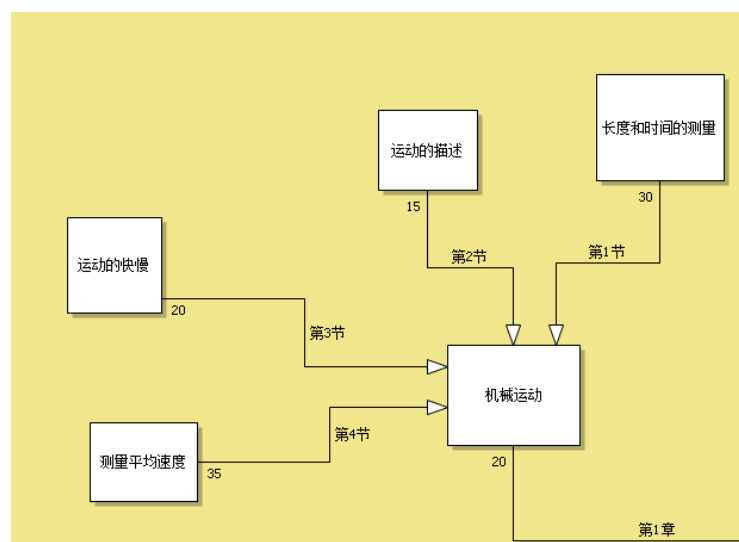 长度和时间的测量
运动的描述
30
15
第2节
第1节
运动的快慢
20
第3节
机械运动
第4节
测量平均速度
35
20
第1章